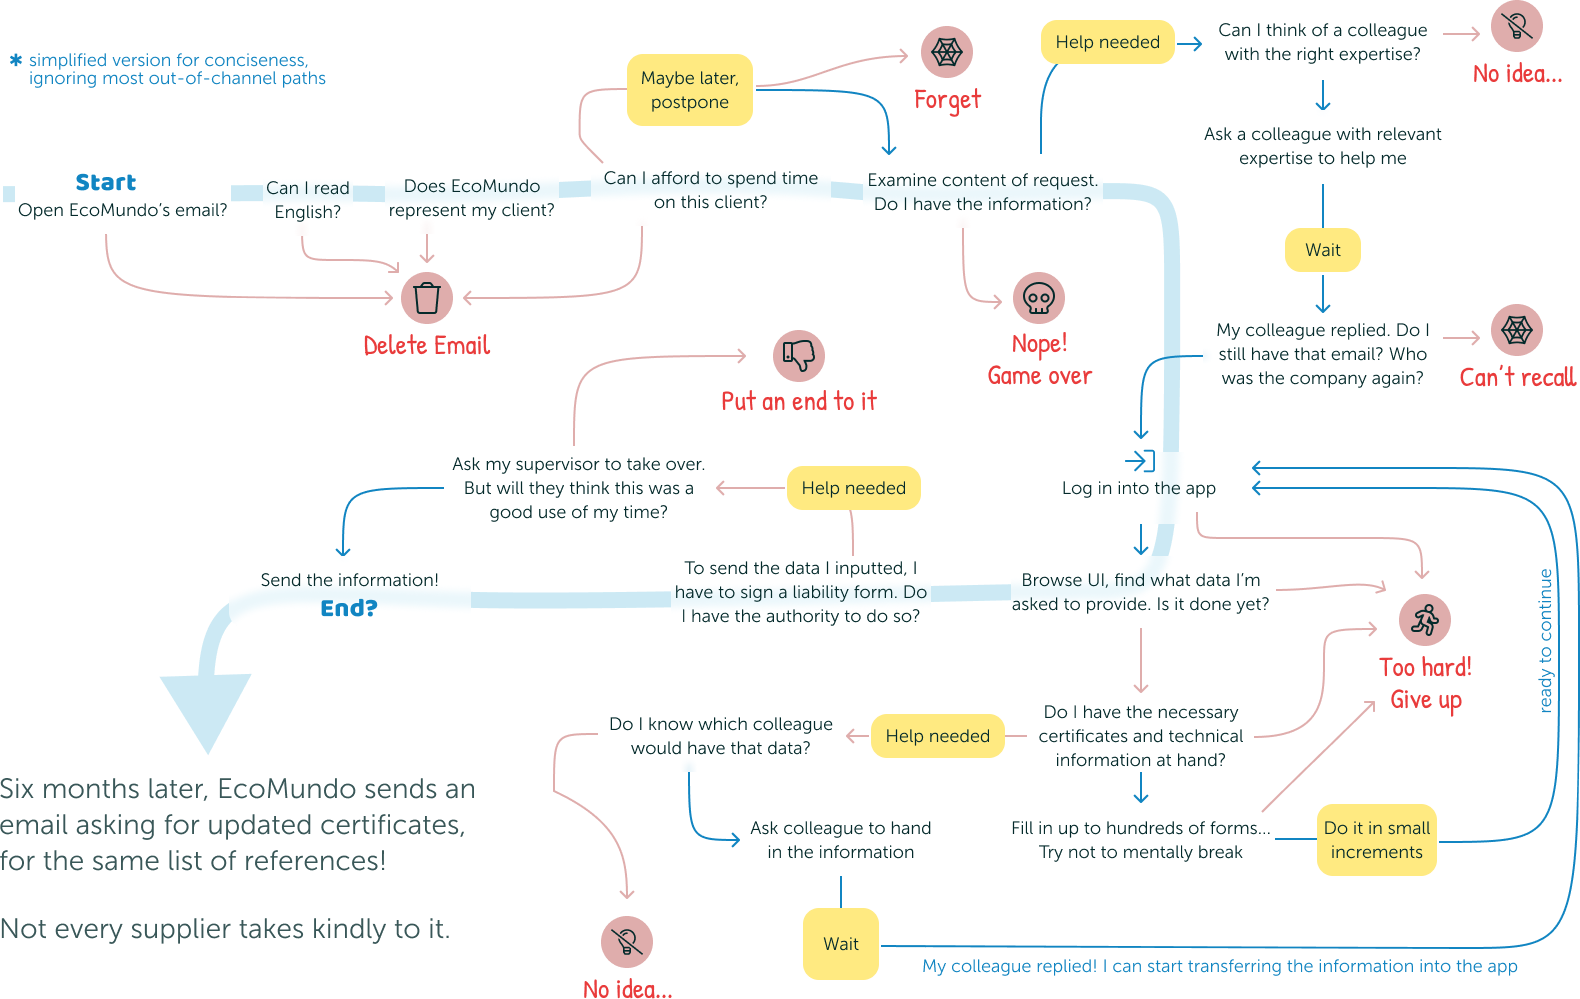 ✱ simplified version for conciseness,
ignoring most out-of-channel paths
Start
Open EcoMundo's email?
Can I read
English?
Does EcoMundo
represent my client?
Delete Email
Can I afford to spend time
on this client?
Maybe later,
postpone
Forget
Examine content of request.
Do I have the information?
Nope!
Game over
Help needed
Can I think of a colleague
with the right expertise?
No idea...
Ask a colleague with relevant
expertise to help me
Wait
My colleague replied. Do I
still have that email? Who
was the company again?
Can't recall
Log in into the app
Browse UI, find what data I'm
asked to provide. Is it done yet?
Too hard!
Give up
ready to continue
Do I have the necessary
certificates and technical
information at hand?
Fill in up to hundreds of forms...
Try not to mentally break
Do it in small
increments
Help needed
Do I know which colleague
would have that data?
No idea...
Ask colleague to hand
in the information
Wait
My colleague replied! I can start transferring the information into the app
To send the data I inputted, I
have to sign a liability form. Do
I have the authority to do so?
Help needed
Ask my supervisor to take over.
But will they think this was a
good use of my time?
Put an end to it
Send the information!
End?
Six months later, EcoMundo sends an
email asking for updated certificates,
for the same list of references!
Not every supplier takes kindly to it.